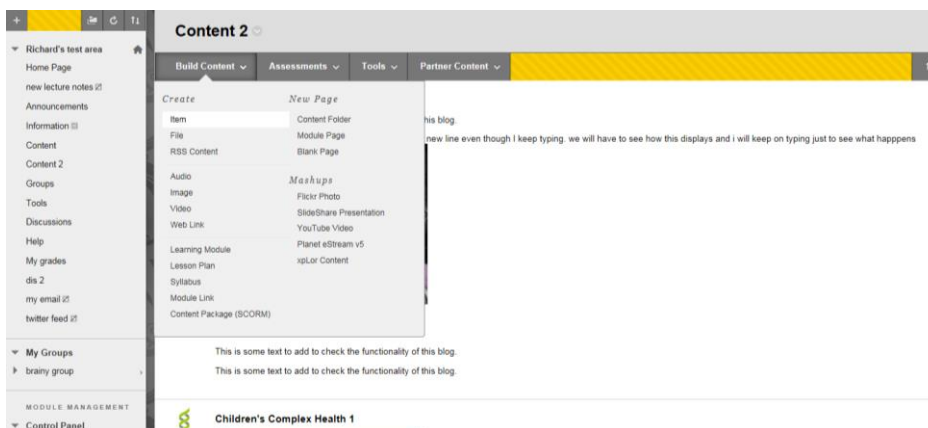 Richard's test area
Home Page
new lecture notes
Announcements
Information
Content
Content 2
Groups
Tools
Discussions
Help
My grades
dis 2
my email
twitter feed
My Groups
brainy group
MODULE MANAGEMENT
Control Panel
Content 2
Build Content
Assessments
Tools
Partner Content
Create
Item
File
RSS Content
Audio
Image
Video
Web Link
Learning Module
Lesson Plan
Syllabus
Module Link
Content Package (SCORM)
New Page
Content Folder
Module Page
Blank Page
Mashups
Flickr Photo
SlideShare Presentation
YouTube Video
Planet eStream v5
xpLor Content
his blog.
new line even though I keep typing. we will have to see how this displays and i will keep on typing just to see what happpens
This is some text to add to check the functionality of this blog.
This is some text to add to check the functionality of this blog.
Children's Complex Health 1